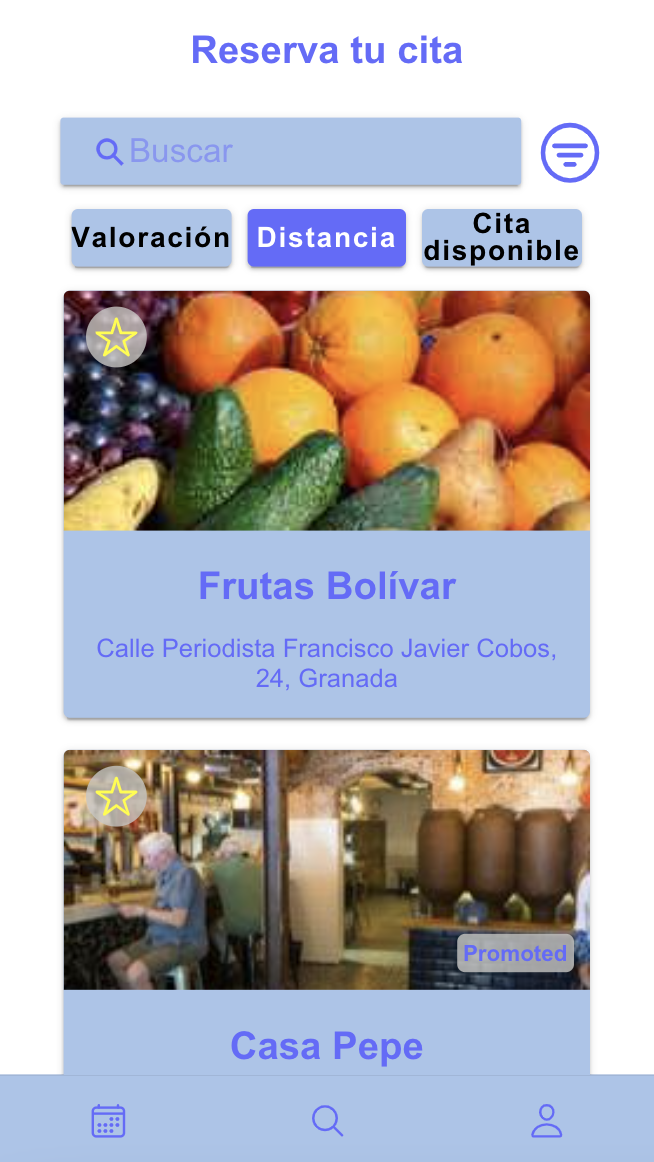 Reserva tu cita
Buscar
Valoración
Distancia
Cita
disponible
Frutas Bolívar
Calle Periodista Francisco Javier Cobos,
24, Granada
Promoted
Casa Pepe